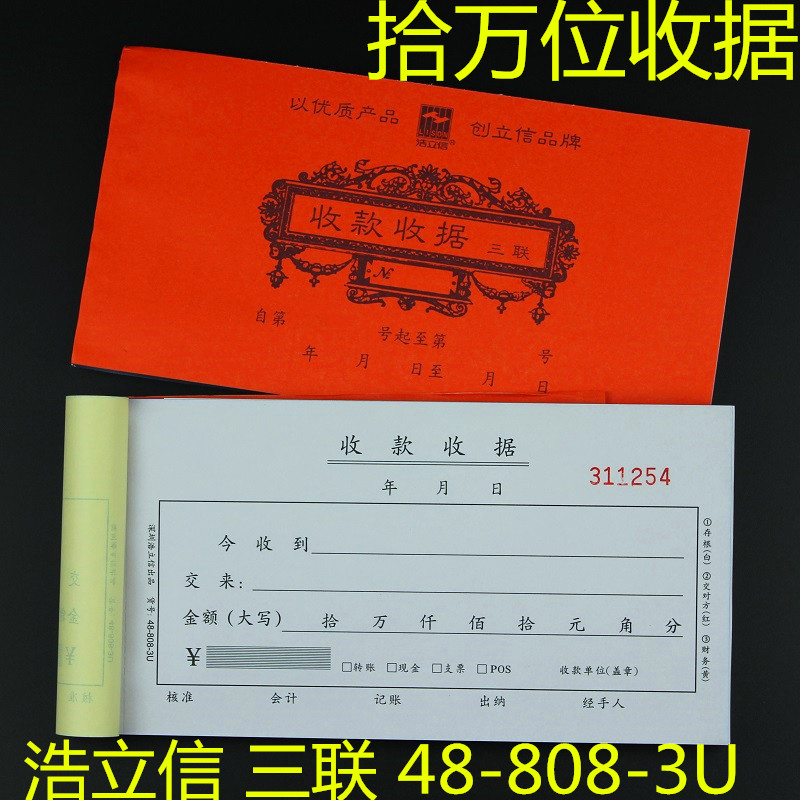 拾万位收据
以优质产品 创立信品牌
浩立信®
收款收据 三联
№
自第 号起至第 号
年 月 日至 月 日
收款收据
311254
年 月 日
今收到
交来:
金额(大写) 拾 万 仟 佰 拾 元 角 分
¥ □转账 □现金 □支票 □POS 收款单位(盖章)
核准 会计 记账 出纳 经手人
深圳浩立信出品 货号: 48-808-3U
①存根(白) ②交对方(红) ③财务(黄)
浩立信 三联 48-808-3U